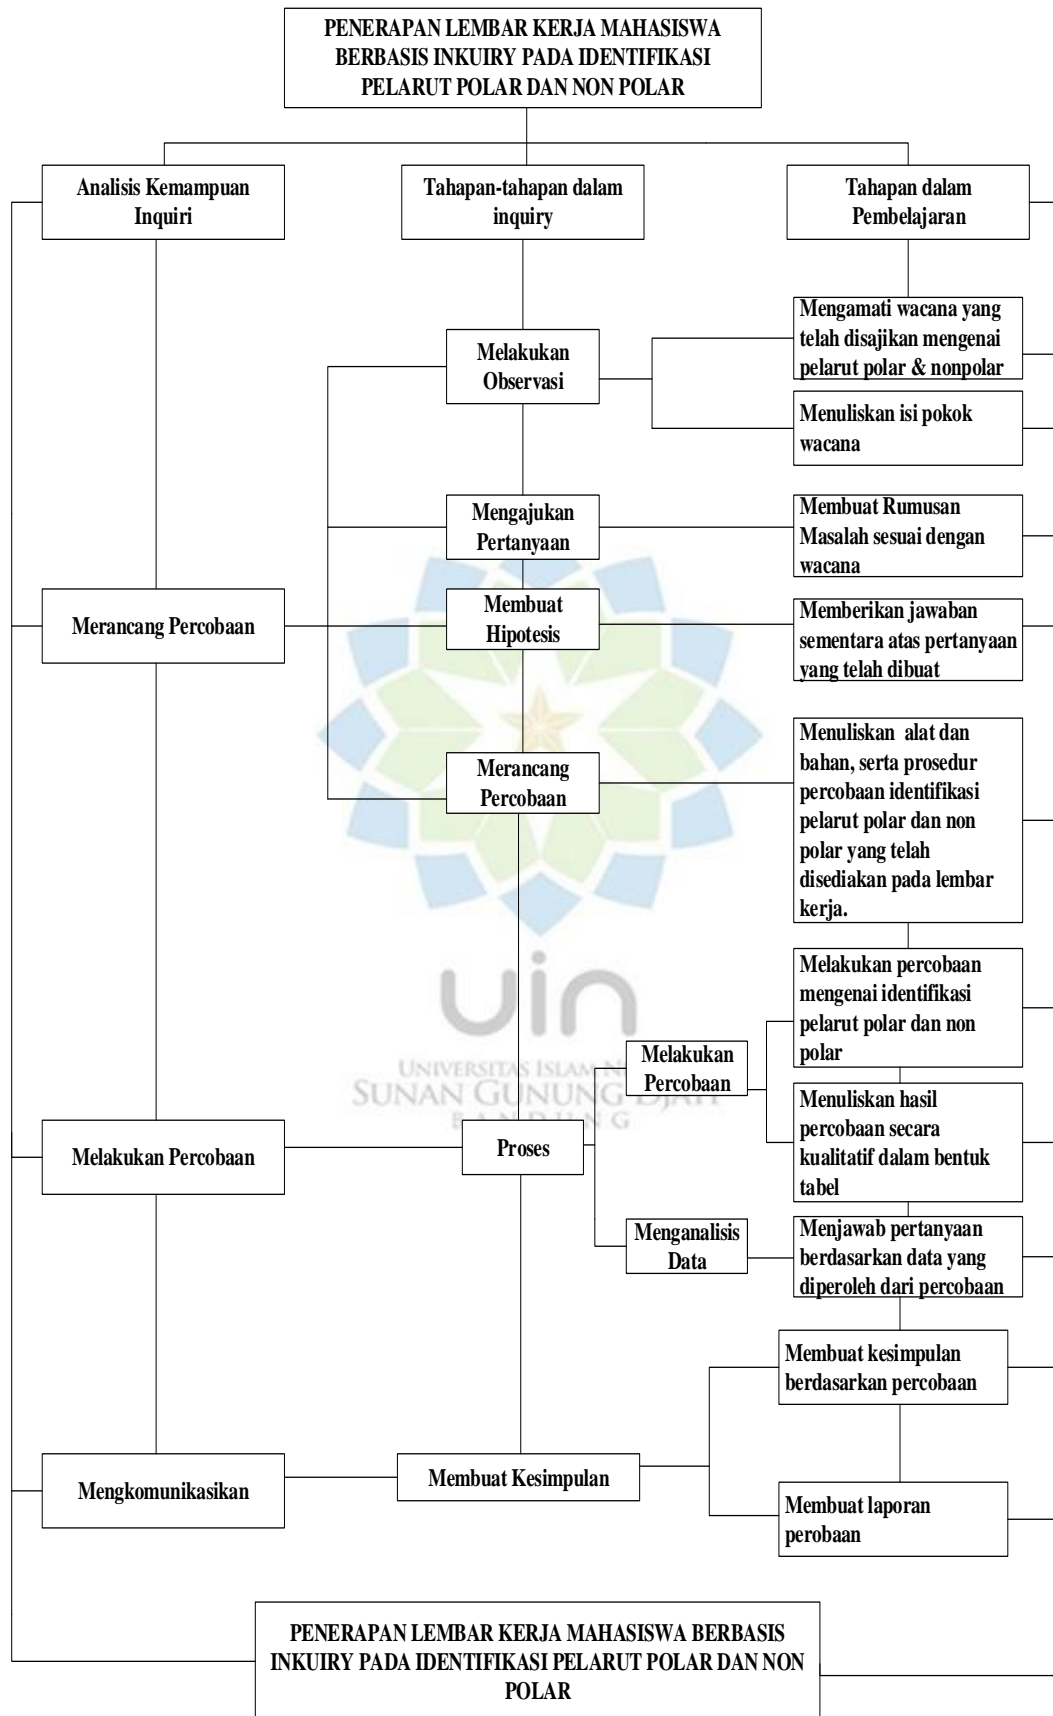 PENERAPAN LEMBAR KERJA MAHASISWA
BERBASIS INKUIRY PADA IDENTIFIKASI
PELARUT POLAR DAN NON POLAR
Analisis Kemampuan
Inquiri
Tahapan-tahapan dalam
inquiry
Tahapan dalam
Pembelajaran
Melakukan
Observasi
Mengamati wacana yang
telah disajikan mengenai
pelarut polar & nonpolar
Menuliskan isi pokok
wacana
Mengajukan
Pertanyaan
Membuat Rumusan
Masalah sesuai dengan
wacana
Merancang Percobaan
Membuat
Hipotesis
Memberikan jawaban
sementara atas pertanyaan
yang telah dibuat
Merancang
Percobaan
Menuliskan alat dan
bahan, serta prosedur
percobaan identifikasi
pelarut polar dan non
polar yang telah
disediakan pada lembar
kerja.
uin
UNIVERSITAS ISLAM
SUNAN GUNUNG DJATI
BANDUNG
Melakukan
Percobaan
Melakukan percobaan
mengenai identifikasi
pelarut polar dan non
polar
Melakukan Percobaan
Proses
Menuliskan hasil
percobaan secara
kualitatif dalam bentuk
tabel
Menganalisis
Data
Menjawab pertanyaan
berdasarkan data yang
diperoleh dari percobaan
Mengkomunikasikan
Membuat Kesimpulan
Membuat kesimpulan
berdasarkan percobaan
Membuat laporan
perobaan
PENERAPAN LEMBAR KERJA MAHASISWA BERBASIS
INKUIRY PADA IDENTIFIKASI PELARUT POLAR DAN NON
POLAR